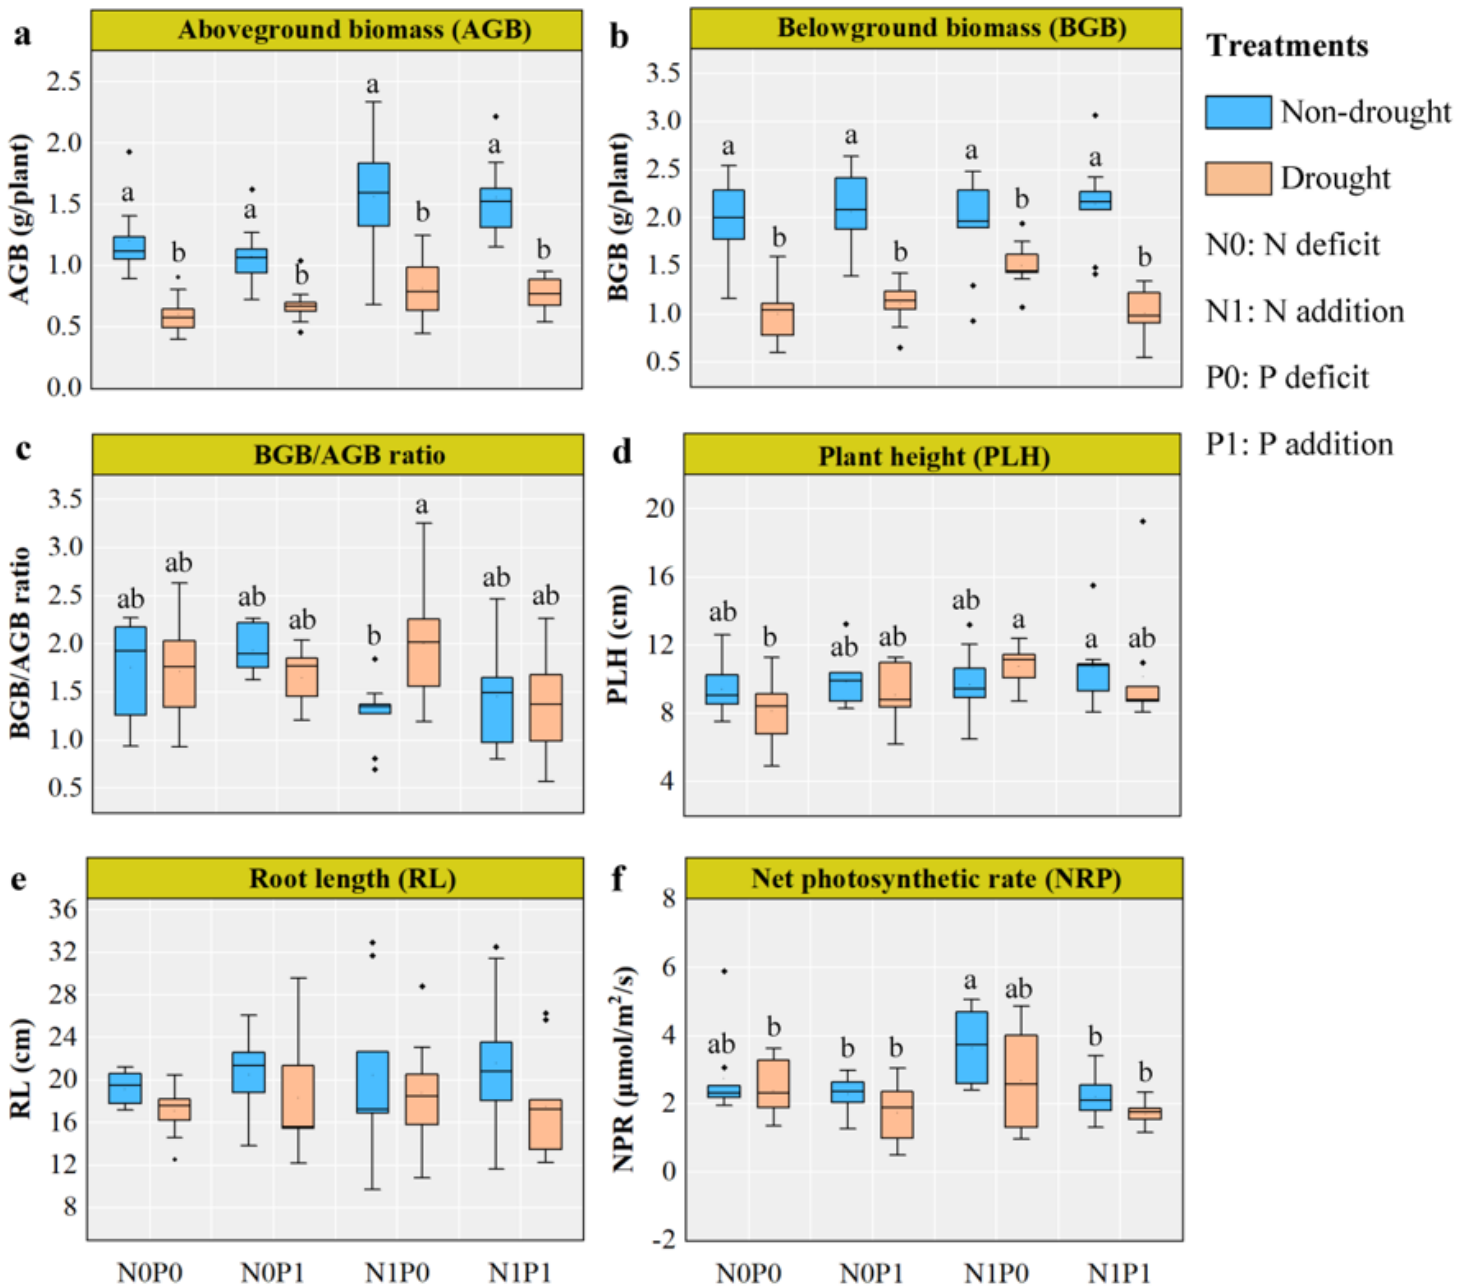 a
Aboveground biomass (AGB)
AGB (g/plant)
2.5
2.0
1.5
1.0
0.5
0.0
a
b
a
b
a
b
a
b
b
Belowground biomass (BGB)
BGB (g/plant)
3.5
3.0
2.5
2.0
1.5
1.0
0.5
a
b
a
b
a
b
a
b
Treatments
Non-drought
Drought
N0: N deficit
N1: N addition
P0: P deficit
P1: P addition
c
BGB/AGB ratio
BGB/AGB ratio
3.5
3.0
2.5
2.0
1.5
1.0
0.5
ab
ab
ab
ab
b
a
ab
ab
d
Plant height (PLH)
PLH (cm)
20
16
12
8
4
ab
b
ab
ab
ab
a
a
ab
e
Root length (RL)
RL (cm)
36
32
28
24
20
16
12
8
N0P0
N0P1
N1P0
N1P1
f
Net photosynthetic rate (NRP)
NPR (μmol/m²/s)
8
6
4
2
0
-2
ab
b
b
b
a
ab
b
b
N0P0
N0P1
N1P0
N1P1